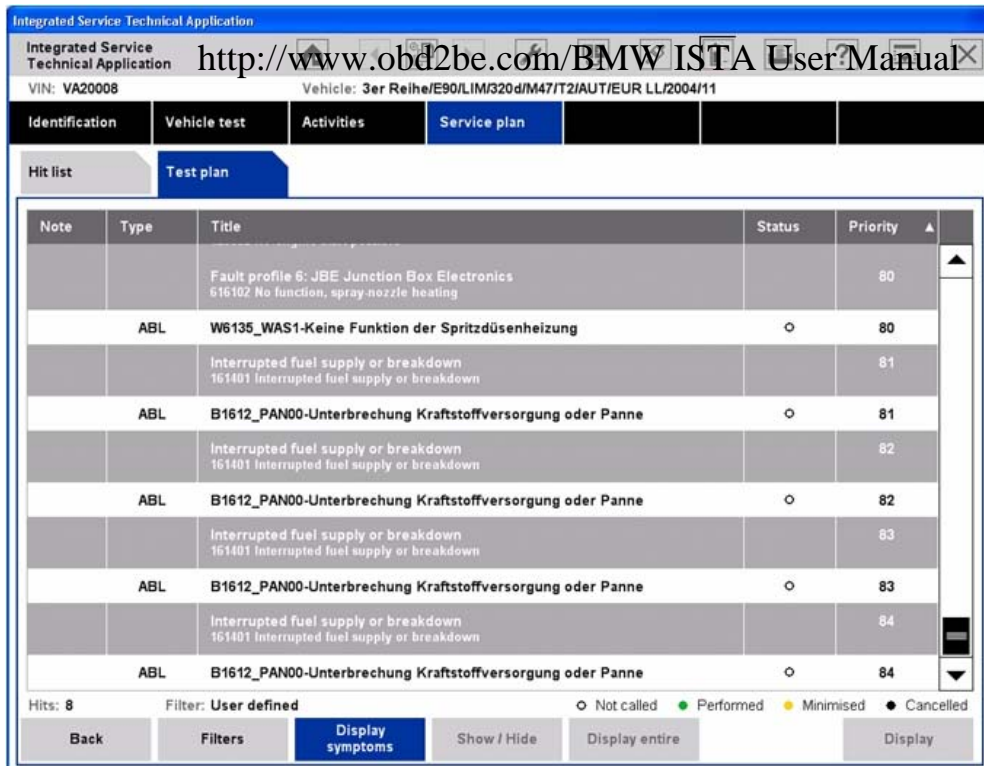 Integrated Service Technical Application
Integrated Service
Technical Application
http://www.obd2be.com/BMW ISTA User Manual
VIN: VA20008
Vehicle: 3er Reihe/E90/LIM/320d/M47/T2/AUT/EUR LL/2004/11
Identification
Vehicle test
Activities
Service plan
Hit list
Test plan
Note
Type
Title
Status
Priority
Fault profile 6: JBE Junction Box Electronics
80
616102 No function, spray-nozzle heating
ABL
W6135_WAS1-Keine Funktion der Spritzdüsenheizung
80
Interrupted fuel supply or breakdown
81
161401 Interrupted fuel supply or breakdown
ABL
B1612_PAN00-Unterbrechung Kraftstoffversorgung oder Panne
81
Interrupted fuel supply or breakdown
82
161401 Interrupted fuel supply or breakdown
ABL
B1612_PAN00-Unterbrechung Kraftstoffversorgung oder Panne
82
Interrupted fuel supply or breakdown
83
161401 Interrupted fuel supply or breakdown
ABL
B1612_PAN00-Unterbrechung Kraftstoffversorgung oder Panne
83
Interrupted fuel supply or breakdown
84
161401 Interrupted fuel supply or breakdown
ABL
B1612_PAN00-Unterbrechung Kraftstoffversorgung oder Panne
84
Hits: 8
Filter: User defined
Not called
Performed
Minimised
Cancelled
Back
Filters
Display
symptoms
Show / Hide
Display entire
Display